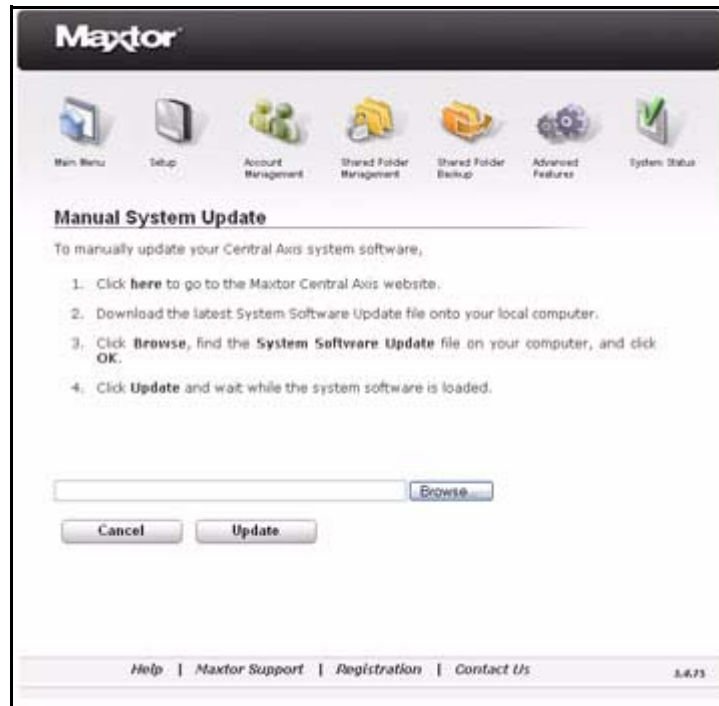 Maxtor
Main Menu
Setup
Account
Management
Shared Folder
Management
Shared Folder
Backup
Advanced
Features
System Status
Manual System Update
To manually update your Central Axis system software,
1. Click here to go to the Maxtor Central Axis website.
2. Download the latest System Software Update file onto your local computer.
3. Click Browse, find the System Software Update file on your computer, and click
OK.
4. Click Update and wait while the system software is loaded.
Browse...
Cancel
Update
Help | Maxtor Support | Registration | Contact Us